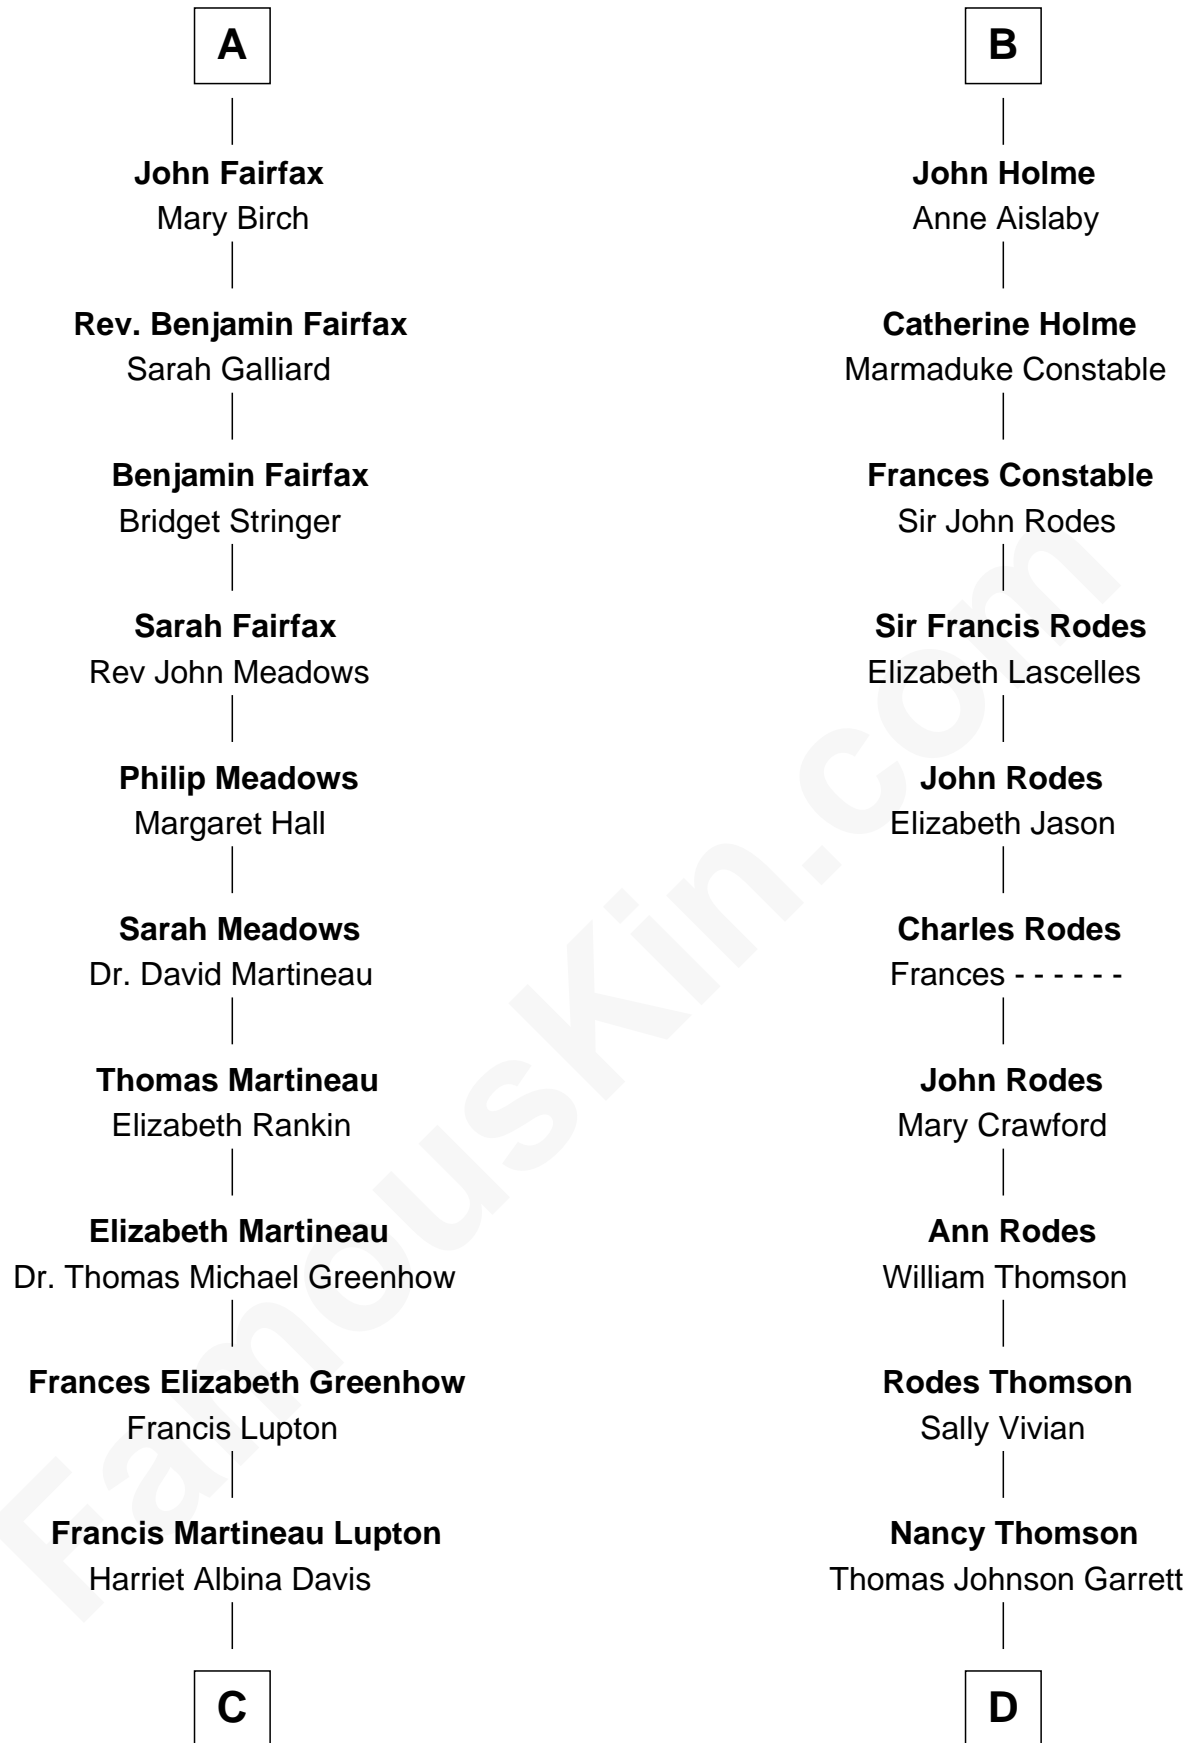 A
John Fairfax
Mary Birch
Rev. Benjamin Fairfax
Sarah Galliard
Benjamin Fairfax
Bridget Stringer
Sarah Fairfax
Rev John Meadows
Philip Meadows
Margaret Hall
Sarah Meadows
Dr. David Martineau
Thomas Martineau
Elizabeth Rankin
Elizabeth Martineau
Dr. Thomas Michael Greenhow
Frances Elizabeth Greenhow
Francis Lupton
Francis Martineau Lupton
Harriet Albina Davis
C
B
John Holme
Anne Aislaby
Catherine Holme
Marmaduke Constable
Frances Constable
Sir John Rodes
Sir Francis Rodes
Elizabeth Lascelles
John Rodes
Elizabeth Jason
Charles Rodes
Frances - - - - - -
John Rodes
Mary Crawford
Ann Rodes
William Thomson
Rodes Thomson
Sally Vivian
Nancy Thomson
Thomas Johnson Garrett
D
FamousKin.com